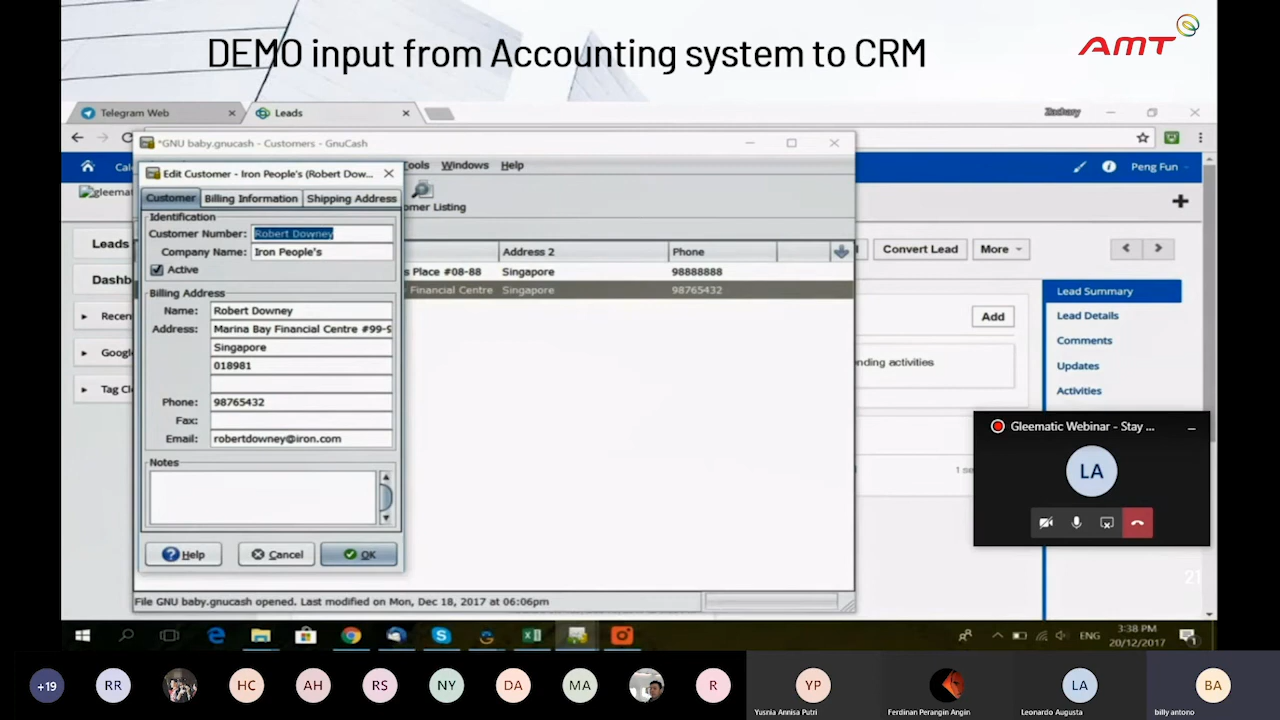 DEMO input from Accounting system to CRM
AMT
Telegram Web
Leads
Zachary
*GNU baby.gnucash - Customers - GnuCash
Tools Windows Help
Peng Fun
Edit Customer - Iron People's (Robert Dow...
Customer Billing Information Shipping Address
Listing
Identification
Customer Number: Robert Downey
Company Name: Iron People's
Active
Address 2 Phone
s Place #08-88 Singapore 98888888
Financial Centre Singapore 98765432
Billing Address
Name: Robert Downey
Address: Marina Bay Financial Centre #99-9
Singapore
018981
Phone: 98765432
Fax:
Email: robertdowney@iron.com
Notes
Help Cancel OK
File GNU baby.gnucash opened. Last modified on Mon, Dec 18, 2017 at 06:06pm
Leads
Dashb
Recen
Googl
Tag Cl
Convert Lead More
Add
activities
Lead Summary
Lead Details
Comments
Updates
Activities
Gleematic Webinar - Stay ...
LA
21
ENG
3:38 PM
20/12/2017
+19 RR HC AH RS NY DA MA R YP LA BA
Yusnia Annisa Putri Ferdinan Perangin Angin Leonardo Augusta billy antono